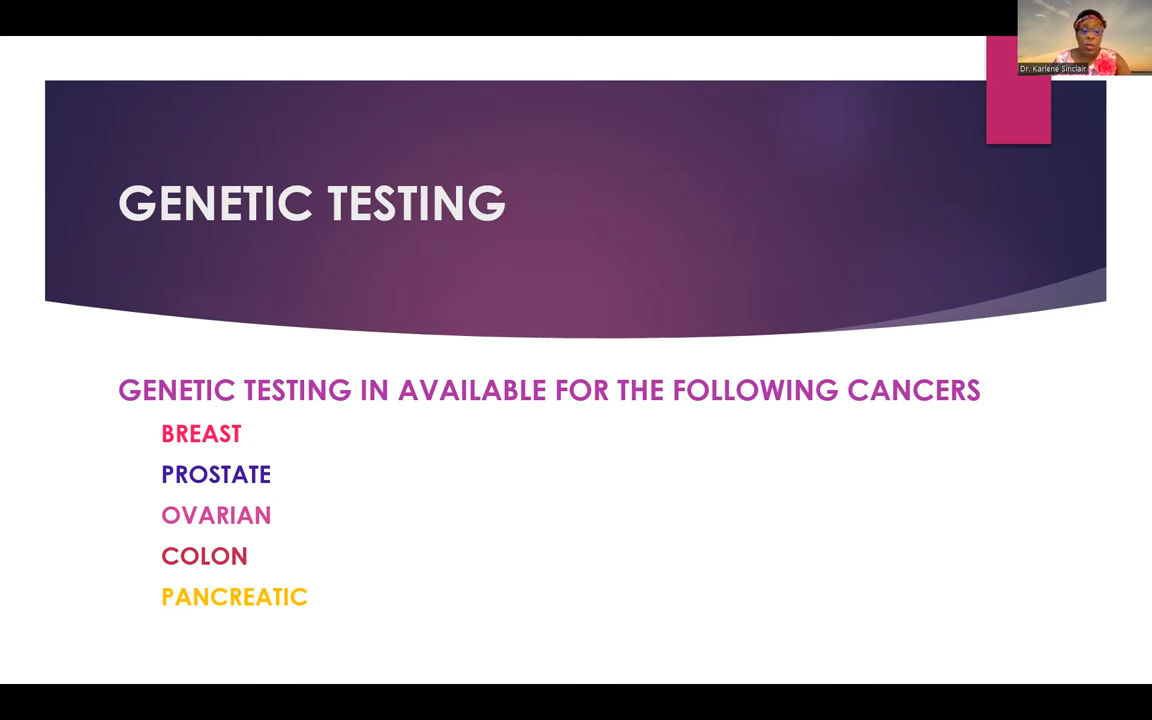 Dr. Karlene Sinclair
GENETIC TESTING
GENETIC TESTING IN AVAILABLE FOR THE FOLLOWING CANCERS
BREAST
PROSTATE
OVARIAN
COLON
PANCREATIC